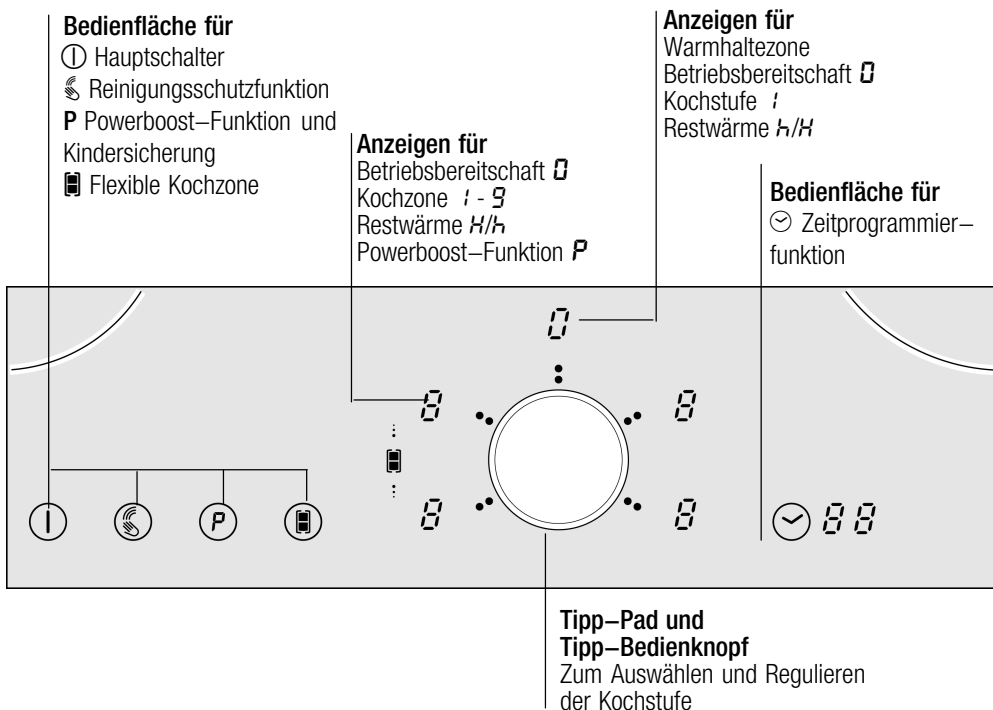 Bedienfläche für
Hauptschalter
Reinigungsschutzfunktion
P Powerboost–Funktion und
Kindersicherung
Flexible Kochzone
Anzeigen für
Betriebsbereitschaft 0
Kochzone 1 - 9
Restwärme H/h
Powerboost–Funktion P
Anzeigen für
Warmhaltezone
Betriebsbereitschaft 0
Kochstufe 1
Restwärme h/H
Bedienfläche für
Zeitprogrammier–
funktion
0
8
8
8
8
P
88
Tipp–Pad und
Tipp–Bedienknopf
Zum Auswählen und Regulieren
der Kochstufe